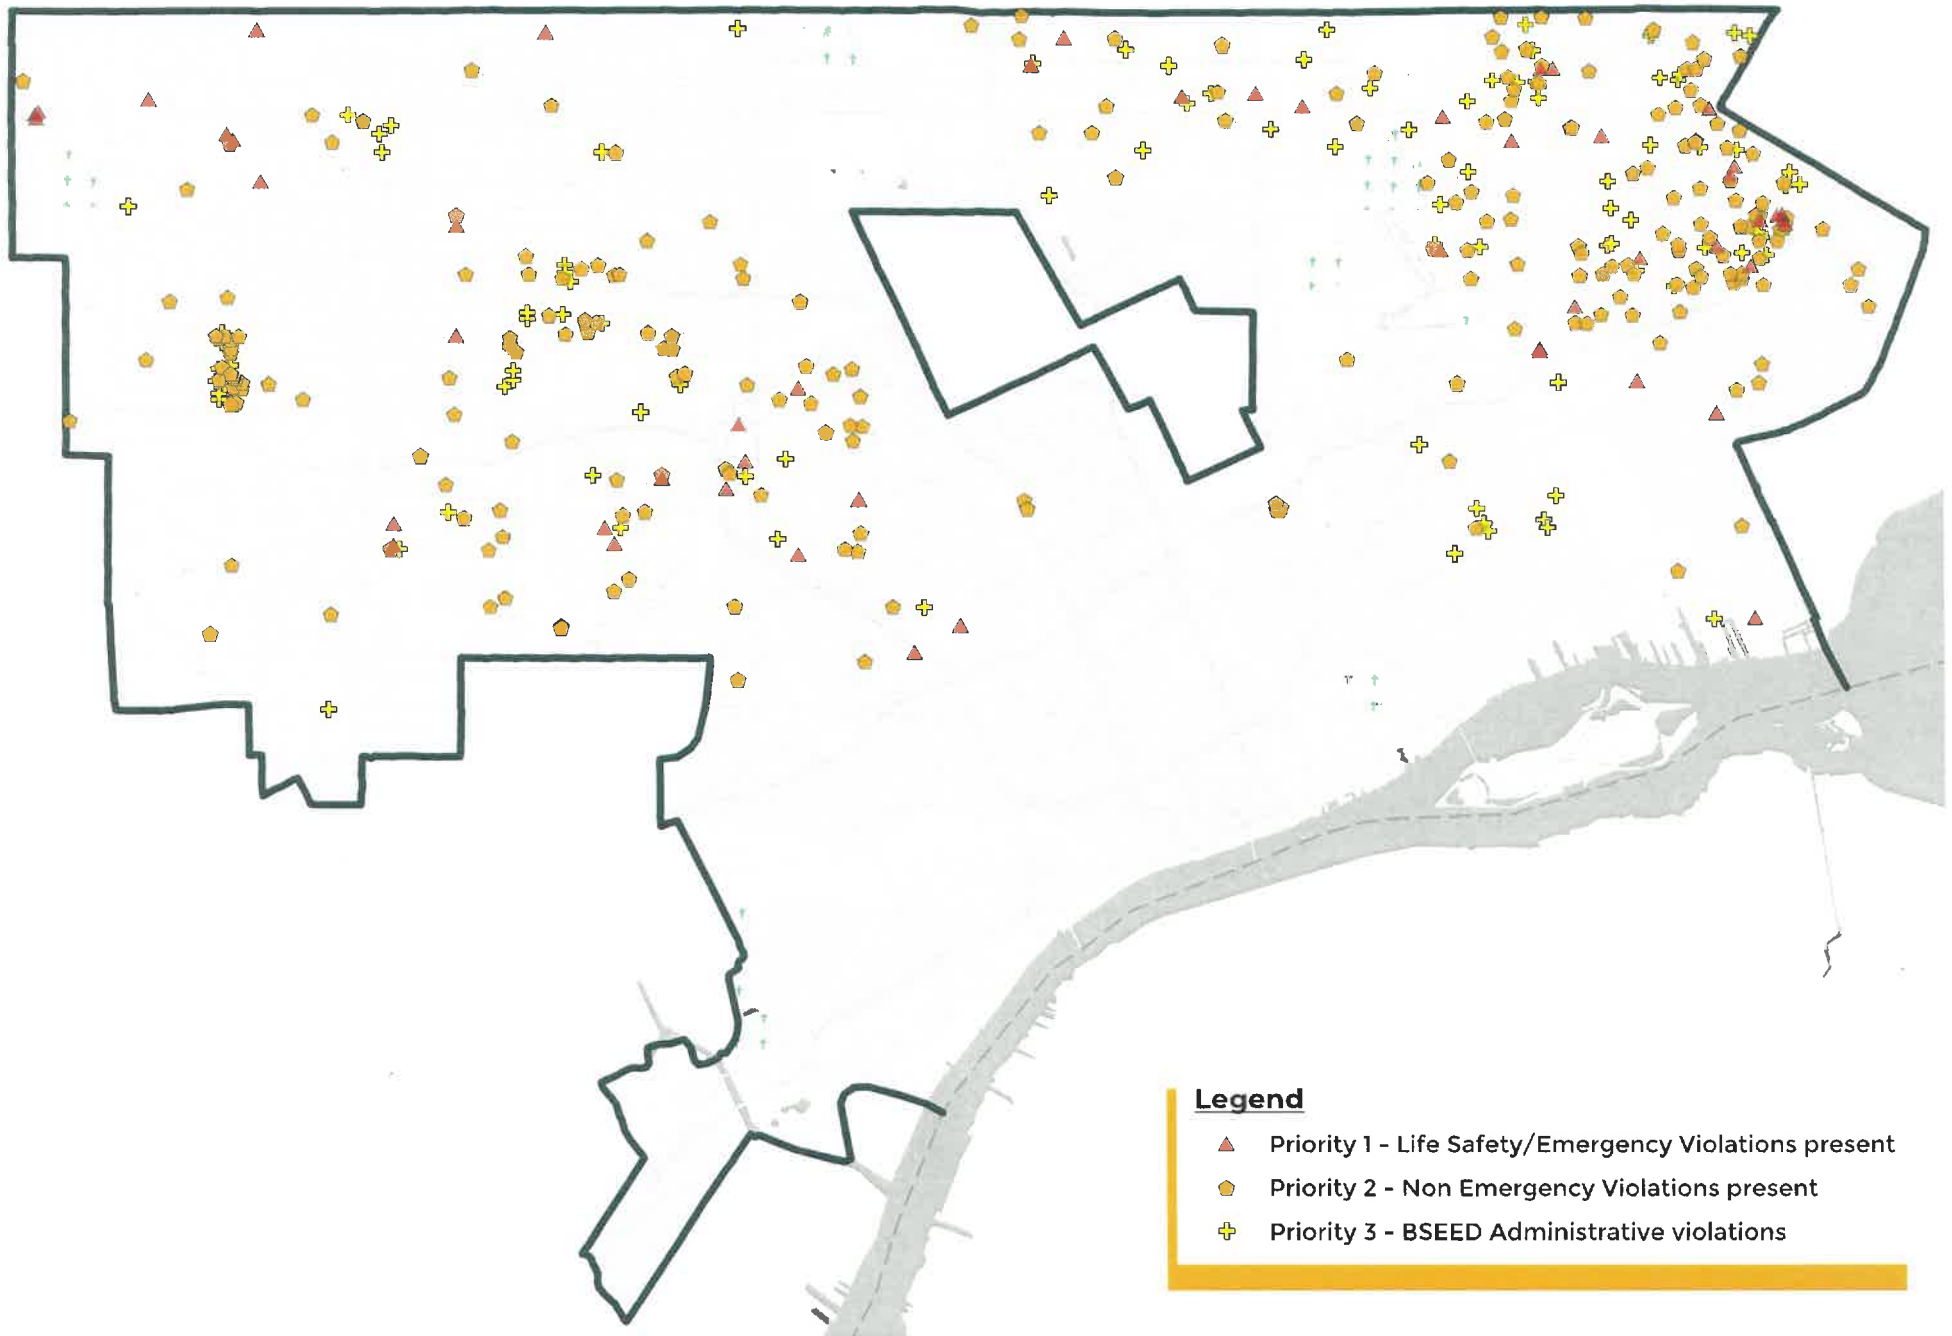 Legend
Priority 1 - Life Safety/Emergency Violations present
Priority 2 - Non Emergency Violations present
Priority 3 - BSEED Administrative violations